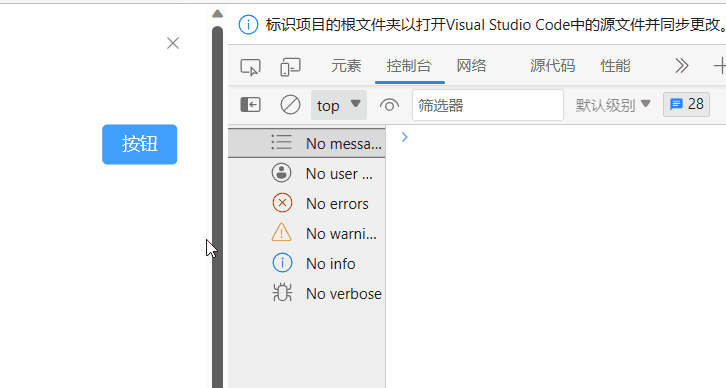 标识项目的根文件夹以打开Visual Studio Code中的源文件并同步更改。
元素 控制台 网络 源代码 性能
top 筛选器 默认级别 28
按钮
No messa...
No user ...
No errors
No warni...
No info
No verbose